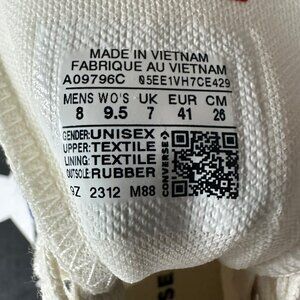 MADE IN VIETNAM
FABRIQUE AU VIETNAM
A09796C 05EE1VH7CE429
MENS WO'S UK EUR CM
8 9.5 7 41 26
GENDER:UNISEX
UPPER:TEXTILE
LINING:TEXTILE
OUTSOLE:RUBBER
CONVERSE
9Z 2312 M88